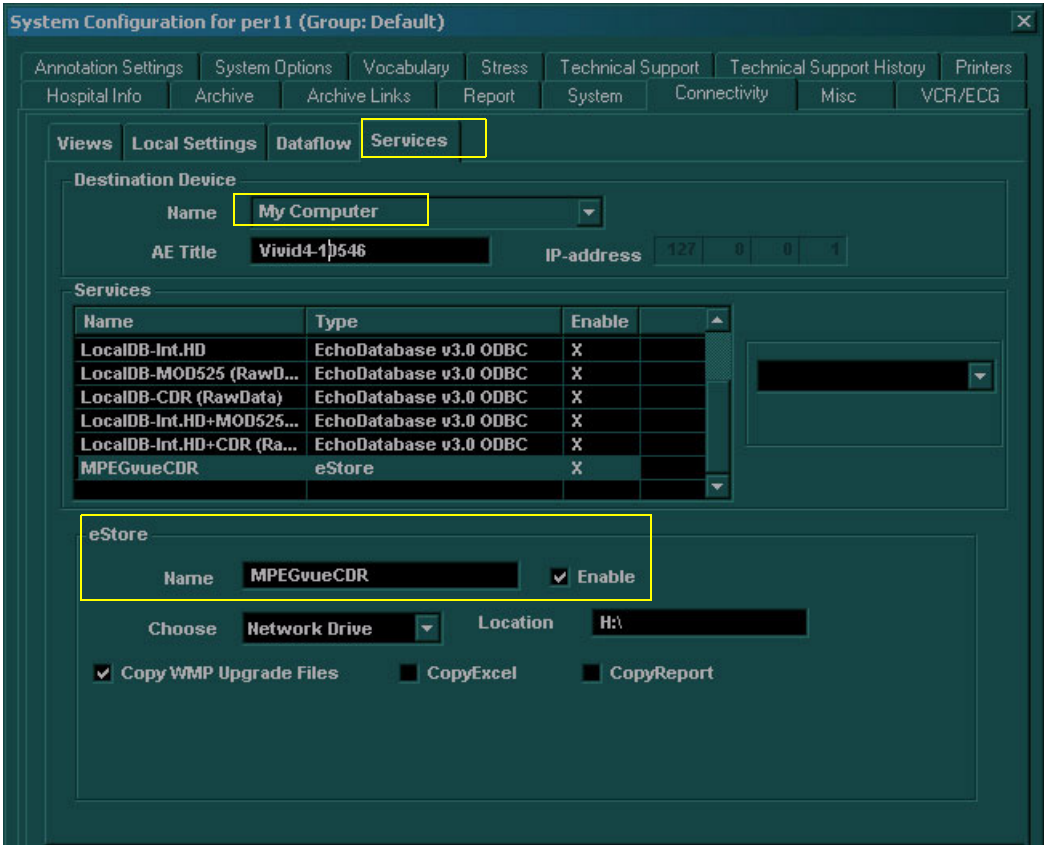 System Configuration for per11 (Group: Default)
Annotation Settings System Options Vocabulary Stress Technical Support Technical Support History Printers
Hospital Info Archive Archive Links Report System Connectivity Misc VCR/ECG
Views Local Settings Dataflow Services
Destination Device
Name My Computer
AE Title Vivid4-10546 IP-address 127 0 0 1
Services
Name Type Enable
LocalDB-Int.HD EchoDatabase v3.0 ODBC X
LocalDB-MOD525 (RawD... EchoDatabase v3.0 ODBC X
LocalDB-CDR (RawData) EchoDatabase v3.0 ODBC X
LocalDB-Int.HD+MOD525... EchoDatabase v3.0 ODBC X
LocalDB-Int.HD+CDR (Ra... EchoDatabase v3.0 ODBC X
MPEGvueCDR eStore X
eStore
Name MPEGvueCDR Enable
Choose Network Drive Location H:\
Copy WMP Upgrade Files CopyExcel CopyReport